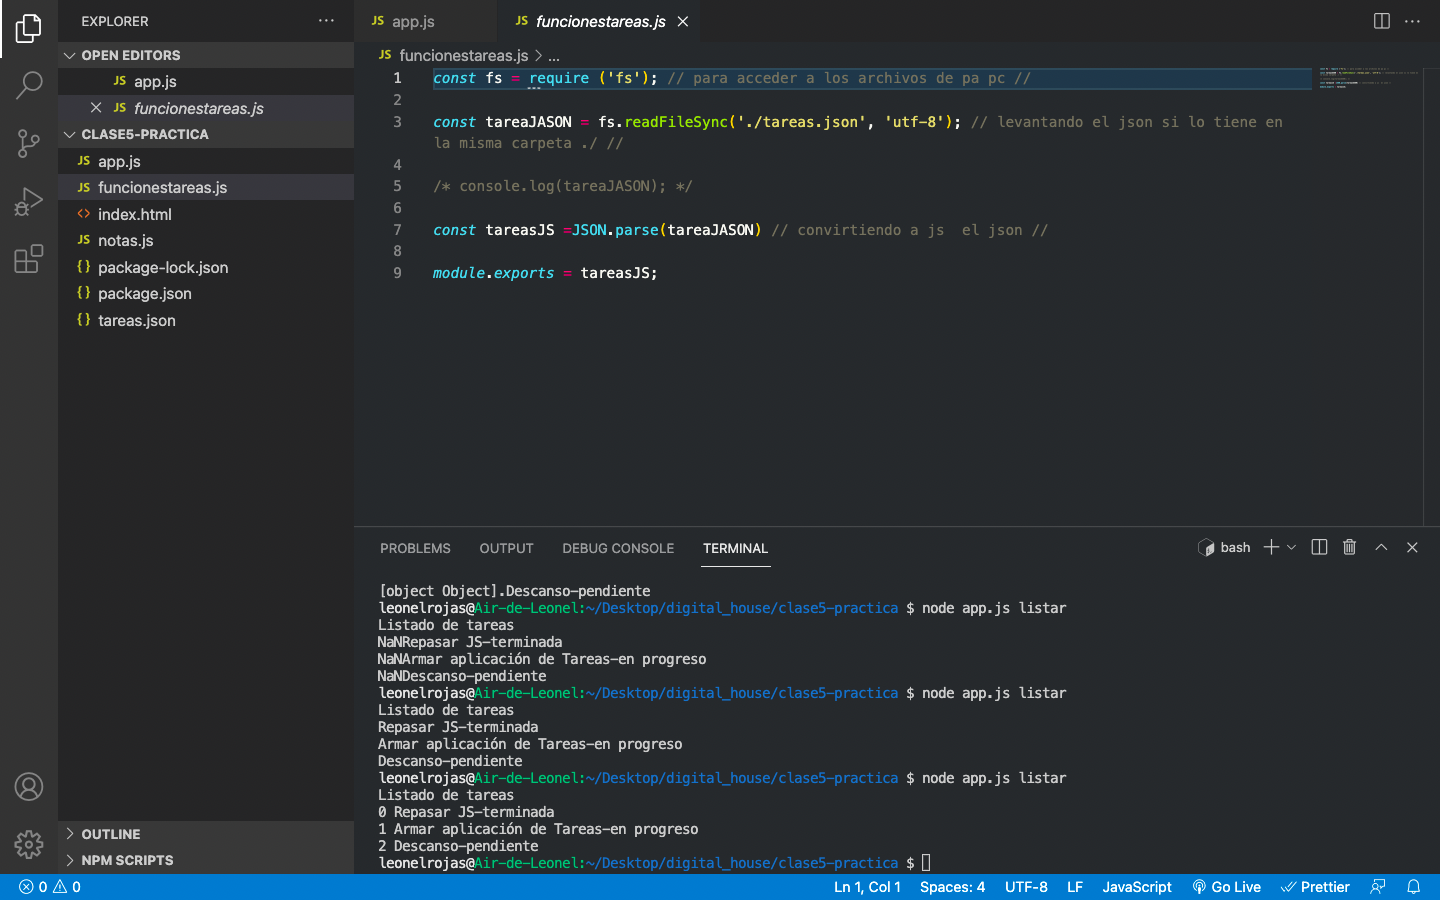 EXPLORER
OPEN EDITORS
JS app.js
JS funcionestareas.js
CLASE5-PRACTICA
JS app.js
JS funcionestareas.js
<> index.html
JS notas.js
{} package-lock.json
{} package.json
{} tareas.json
OUTLINE
NPM SCRIPTS
JS app.js
JS funcionestareas.js
JS funcionestareas.js > ...
1 const fs = require ('fs'); // para acceder a los archivos de pa pc //
2
3 const tareaJASON = fs.readFileSync('./tareas.json', 'utf-8'); // levantando el json si lo tiene en
la misma carpeta ./ //
4
5 /* console.log(tareaJASON); */
6
7 const tareasJS =JSON.parse(tareaJASON) // convirtiendo a js  el json //
8
9 module.exports = tareasJS;
PROBLEMS OUTPUT DEBUG CONSOLE TERMINAL
bash
[object Object].Descanso-pendiente
leonelrojas@Air-de-Leonel:~/Desktop/digital_house/clase5-practica $ node app.js listar
Listado de tareas
NaNRepasar JS-terminada
NaNArmar aplicación de Tareas-en progreso
NaNDescanso-pendiente
leonelrojas@Air-de-Leonel:~/Desktop/digital_house/clase5-practica $ node app.js listar
Listado de tareas
Repasar JS-terminada
Armar aplicación de Tareas-en progreso
Descanso-pendiente
leonelrojas@Air-de-Leonel:~/Desktop/digital_house/clase5-practica $ node app.js listar
Listado de tareas
0 Repasar JS-terminada
1 Armar aplicación de Tareas-en progreso
2 Descanso-pendiente
leonelrojas@Air-de-Leonel:~/Desktop/digital_house/clase5-practica $
0 0 Ln 1, Col 1 Spaces: 4 UTF-8 LF JavaScript Go Live Prettier